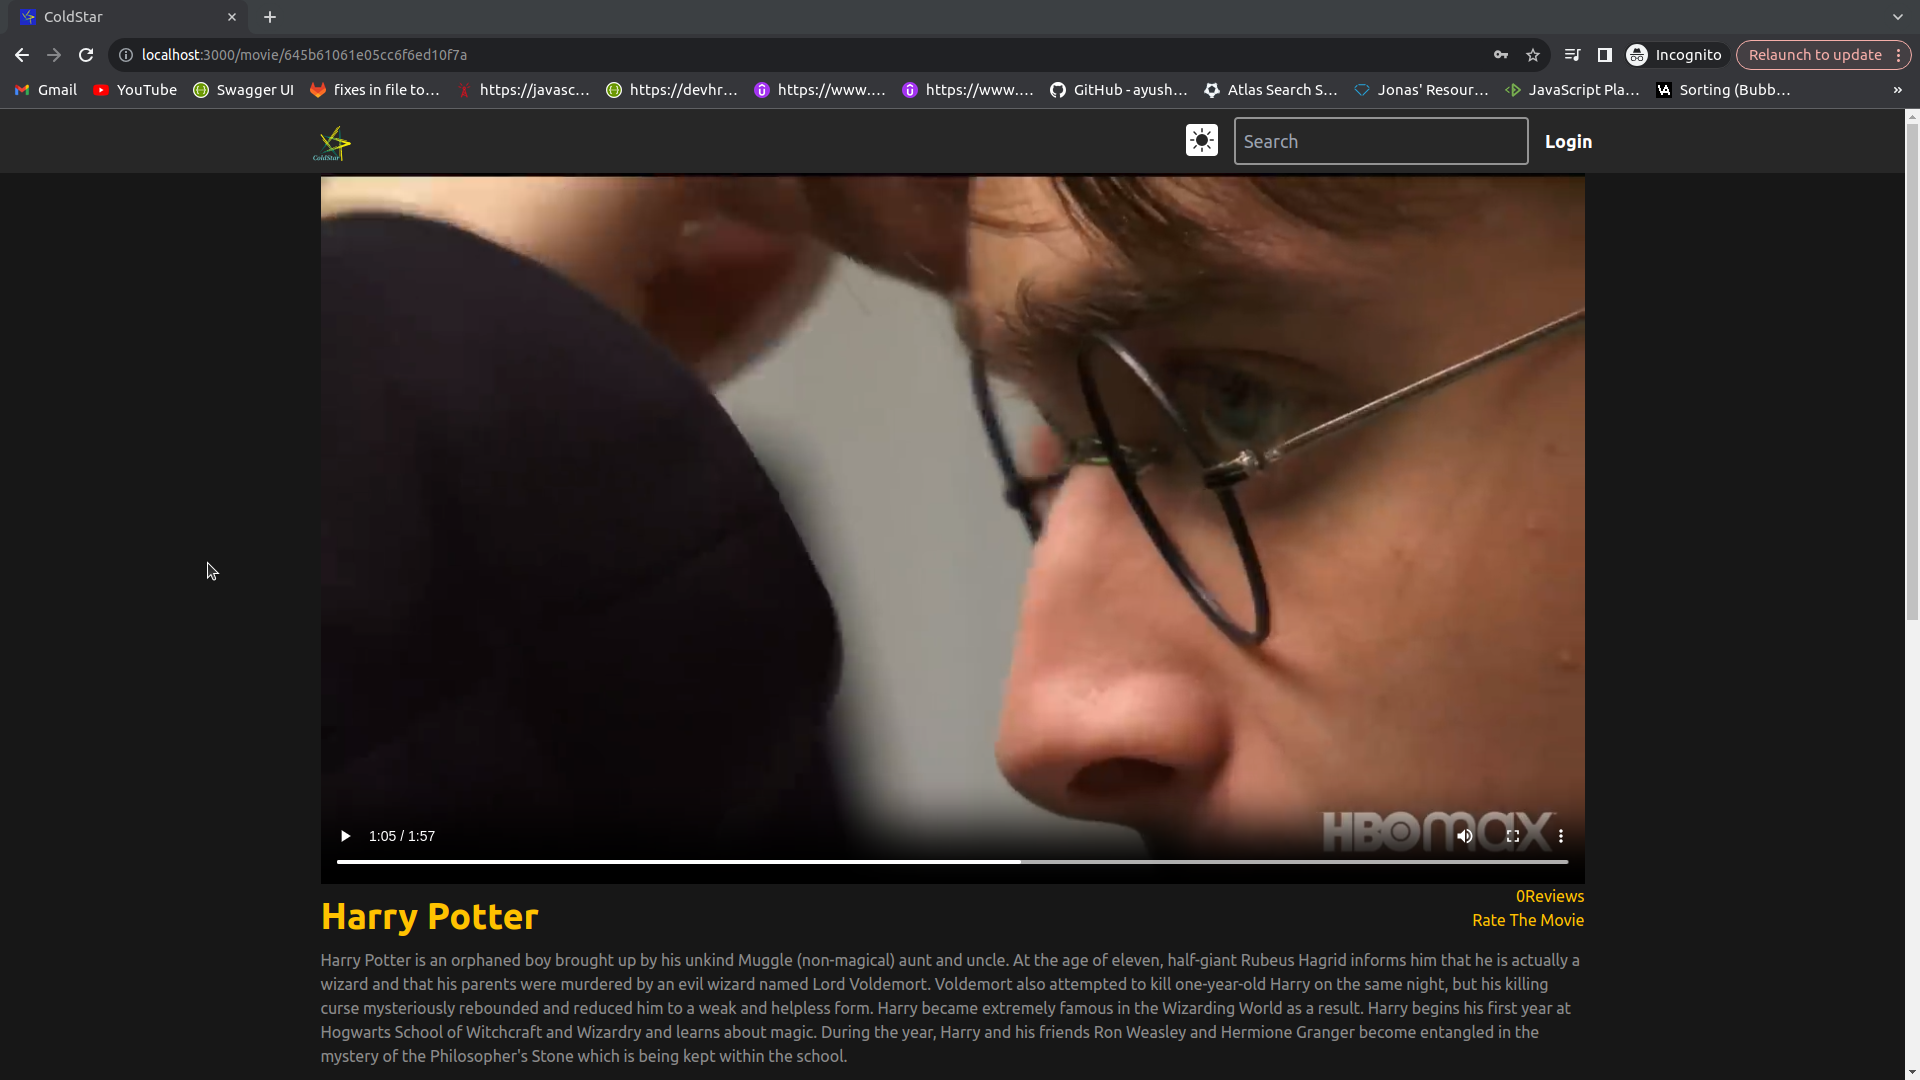 ColdStar
localhost:3000/movie/645b61061e05cc6f6ed10f7a
Incognito
Relaunch to update
Gmail
YouTube
Swagger UI
fixes in file to…
https://javasc…
https://devhr…
https://www.…
https://www.…
GitHub - ayush…
Atlas Search S…
Jonas' Resour…
JavaScript Pla…
Sorting (Bubb…
»
ColdStar
Search
Login
HBOMAX
1:05 / 1:57
0Reviews
Harry Potter
Rate The Movie
Harry Potter is an orphaned boy brought up by his unkind Muggle (non-magical) aunt and uncle. At the age of eleven, half-giant Rubeus Hagrid informs him that he is actually a
wizard and that his parents were murdered by an evil wizard named Lord Voldemort. Voldemort also attempted to kill one-year-old Harry on the same night, but his killing
curse mysteriously rebounded and reduced him to a weak and helpless form. Harry became extremely famous in the Wizarding World as a result. Harry begins his first year at
Hogwarts School of Witchcraft and Wizardry and learns about magic. During the year, Harry and his friends Ron Weasley and Hermione Granger become entangled in the
mystery of the Philosopher's Stone which is being kept within the school.